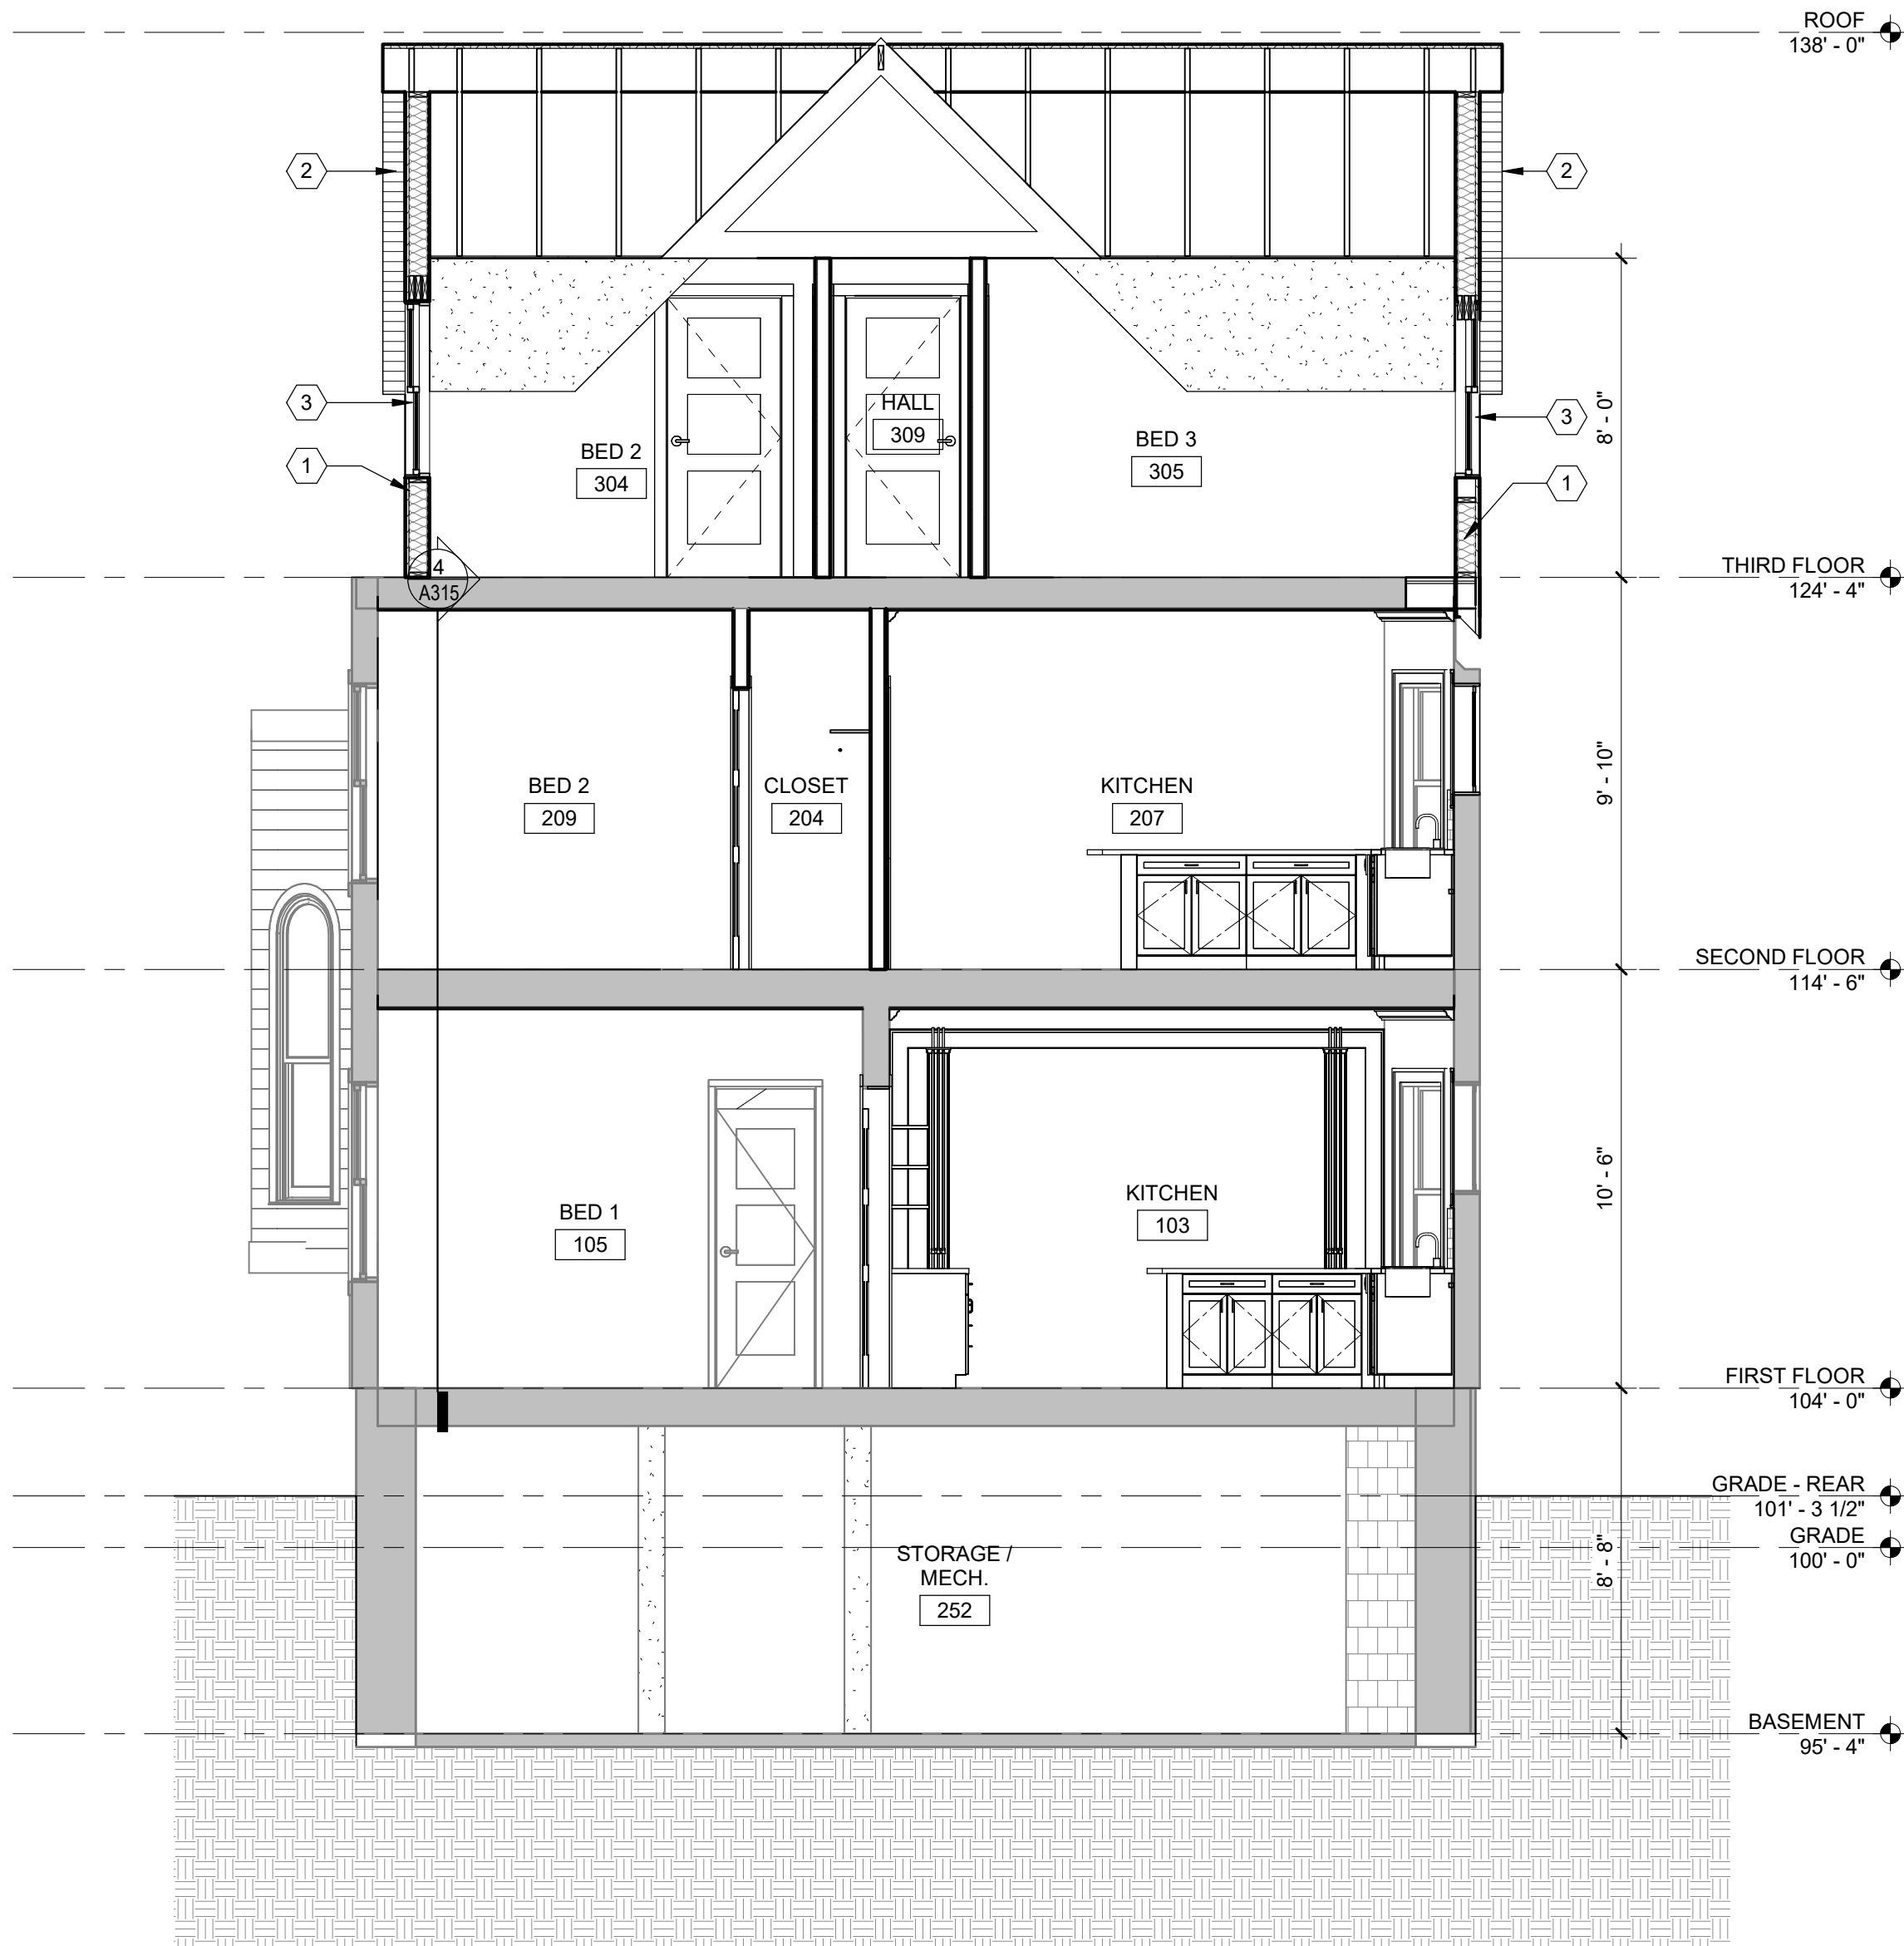 ROOF
138' - 0"
2
2
3
HALL
309
3
8' - 0"
BED 2
304
BED 3
305
1
1
4
A315
THIRD FLOOR
124' - 4"
9' - 10"
BED 2
209
CLOSET
204
KITCHEN
207
SECOND FLOOR
114' - 6"
10' - 6"
BED 1
105
KITCHEN
103
FIRST FLOOR
104' - 0"
GRADE - REAR
101' - 3 1/2"
GRADE
100' - 0"
8' - 8"
STORAGE /
MECH.
252
BASEMENT
95' - 4"